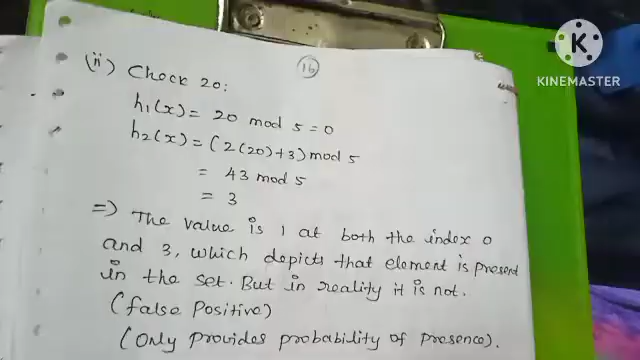 16
(ii) Check 20:
h₁(x) = 20 mod 5 = 0
h₂(x) = (2(20)+3) mod 5
= 43 mod 5
= 3
=> The value is 1 at both the index 0
and 3, which depicts that element is present
in the set. But in reality it is not.
(False Positive)
(Only provides probability of presence).
K
KINEMASTER